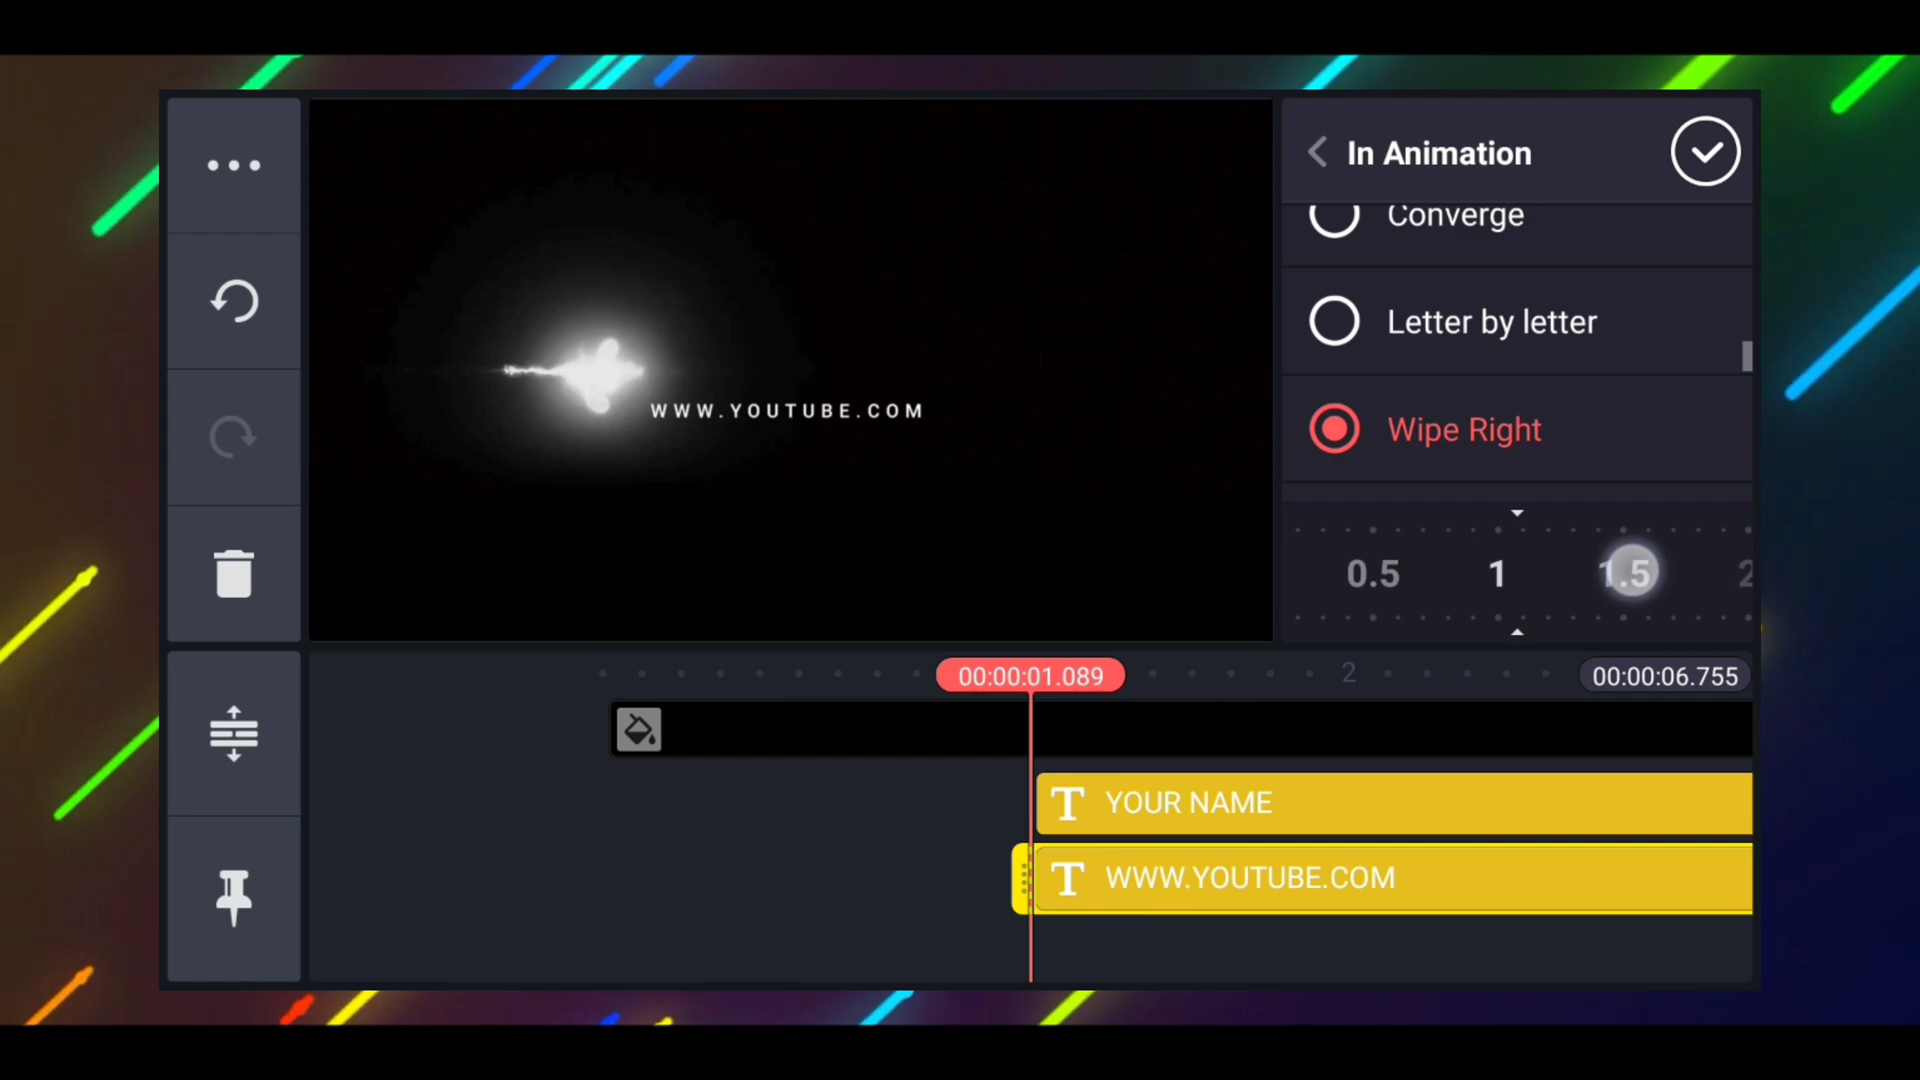 In Animation
Converge
Letter by letter
Wipe Right
WWW.YOUTUBE.COM
0.5 1 1.5 2
00:00:01.089 2 00:00:06.755
T YOUR NAME
T WWW.YOUTUBE.COM